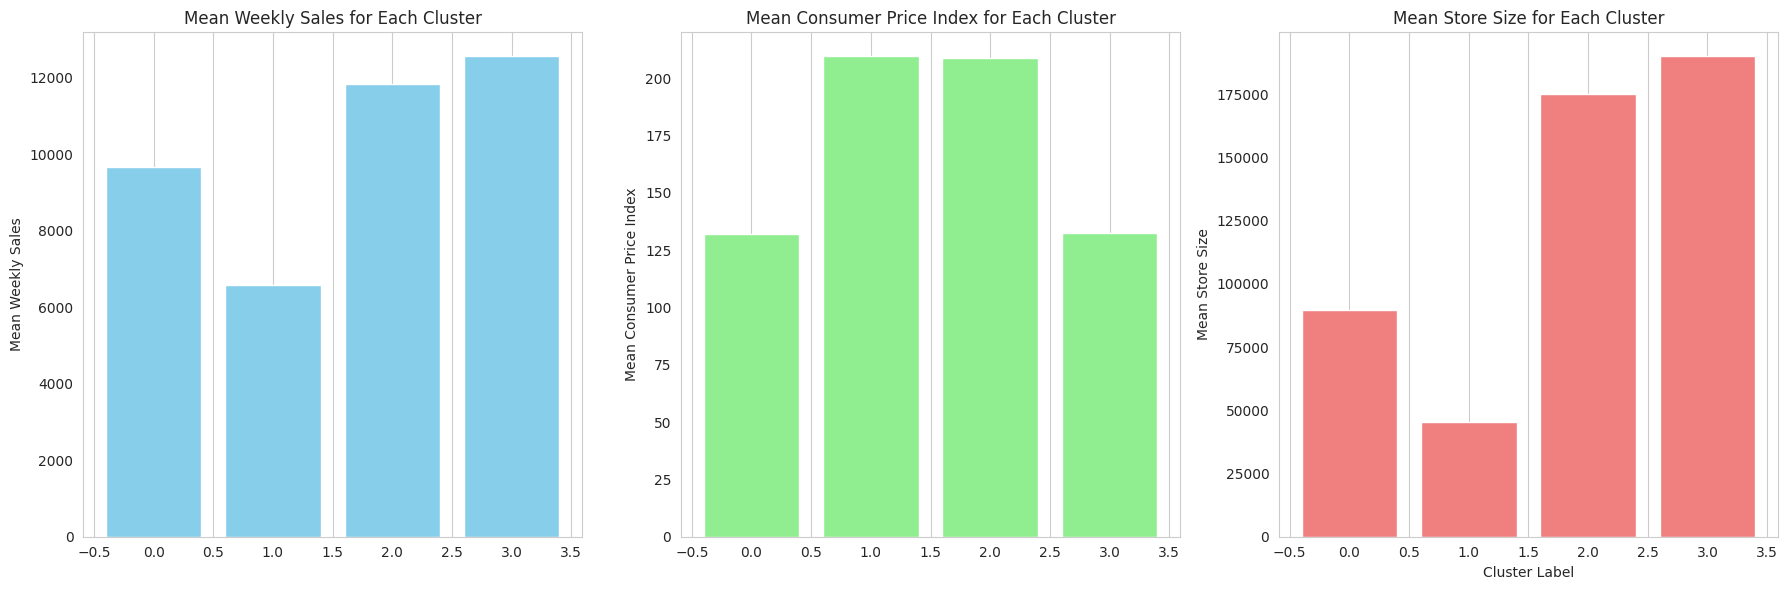 Mean Weekly Sales for Each Cluster
Mean Weekly Sales
12000
10000
8000
6000
4000
2000
0
−0.5 0.0 0.5 1.0 1.5 2.0 2.5 3.0 3.5
Mean Consumer Price Index for Each Cluster
Mean Consumer Price Index
200
175
150
125
100
75
50
25
0
−0.5 0.0 0.5 1.0 1.5 2.0 2.5 3.0 3.5
Mean Store Size for Each Cluster
Mean Store Size
175000
150000
125000
100000
75000
50000
25000
0
−0.5 0.0 0.5 1.0 1.5 2.0 2.5 3.0 3.5
Cluster Label